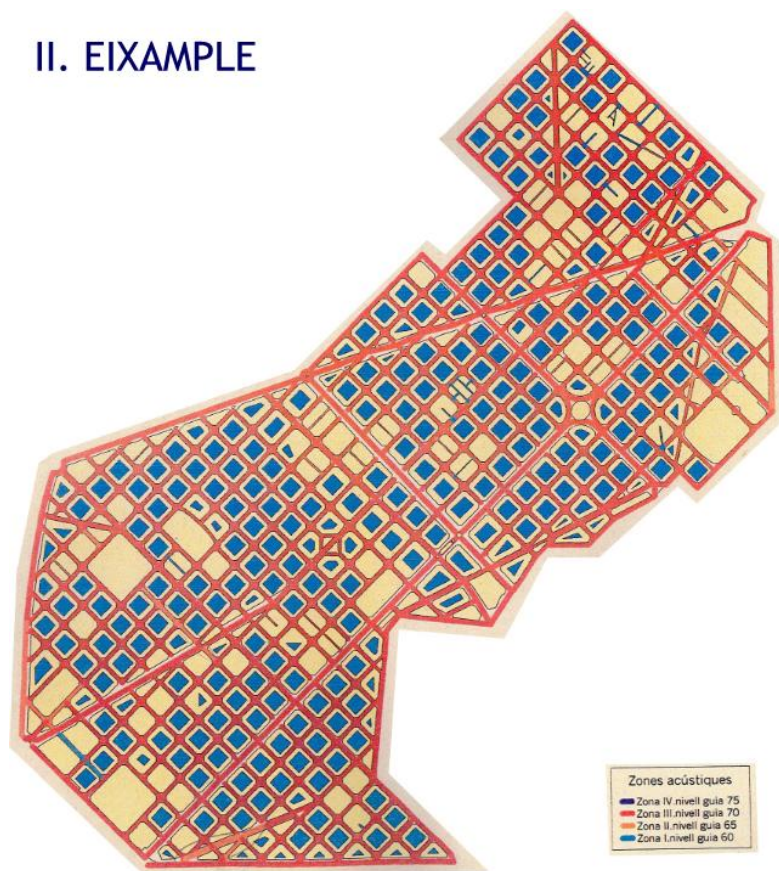 II. EIXAMPLE
Zones acústiques
Zona IV.nivell guia 75
Zona III.nivell guia 70
Zona II.nivell guia 65
Zona I.nivell guia 60